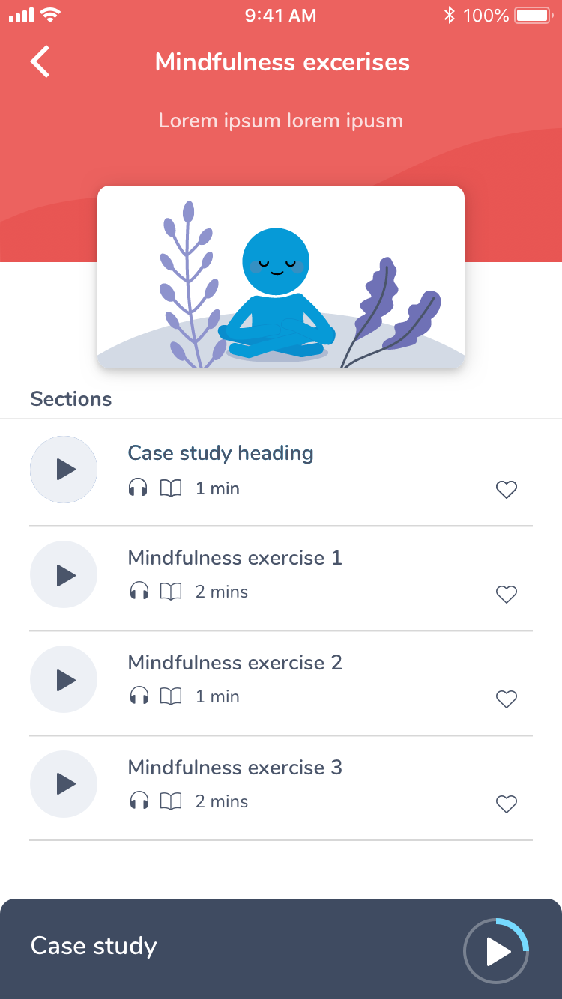 9:41 AM 100%
Mindfulness excerises
Lorem ipsum lorem ipusm
Sections
Case study heading
1 min
Mindfulness exercise 1
2 mins
Mindfulness exercise 2
1 min
Mindfulness exercise 3
2 mins
Case study